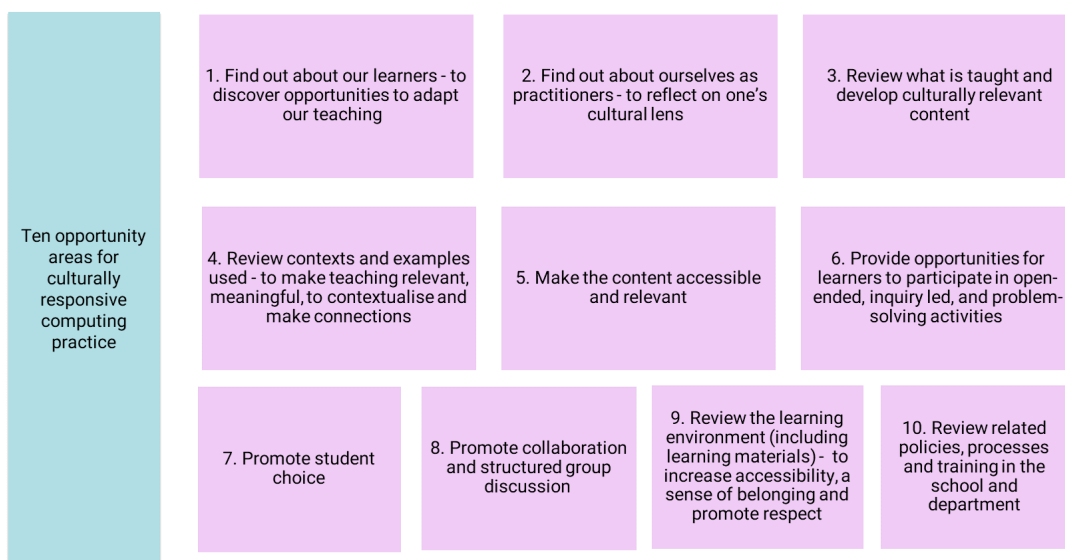 Ten opportunity
areas for
culturally
responsive
computing
practice
1. Find out about our learners - to
discover opportunities to adapt
our teaching
2. Find out about ourselves as
practitioners - to reflect on one’s
cultural lens
3. Review what is taught and
develop culturally relevant
content
4. Review contexts and examples
used - to make teaching relevant,
meaningful, to contextualise and
make connections
5. Make the content accessible
and relevant
6. Provide opportunities for
learners to participate in open-
ended, inquiry led, and problem-
solving activities
7. Promote student
choice
8. Promote collaboration
and structured group
discussion
9. Review the learning
environment (including
learning materials) - to
increase accessibility, a
sense of belonging and
promote respect
10. Review related
policies, processes
and training in the
school and
department